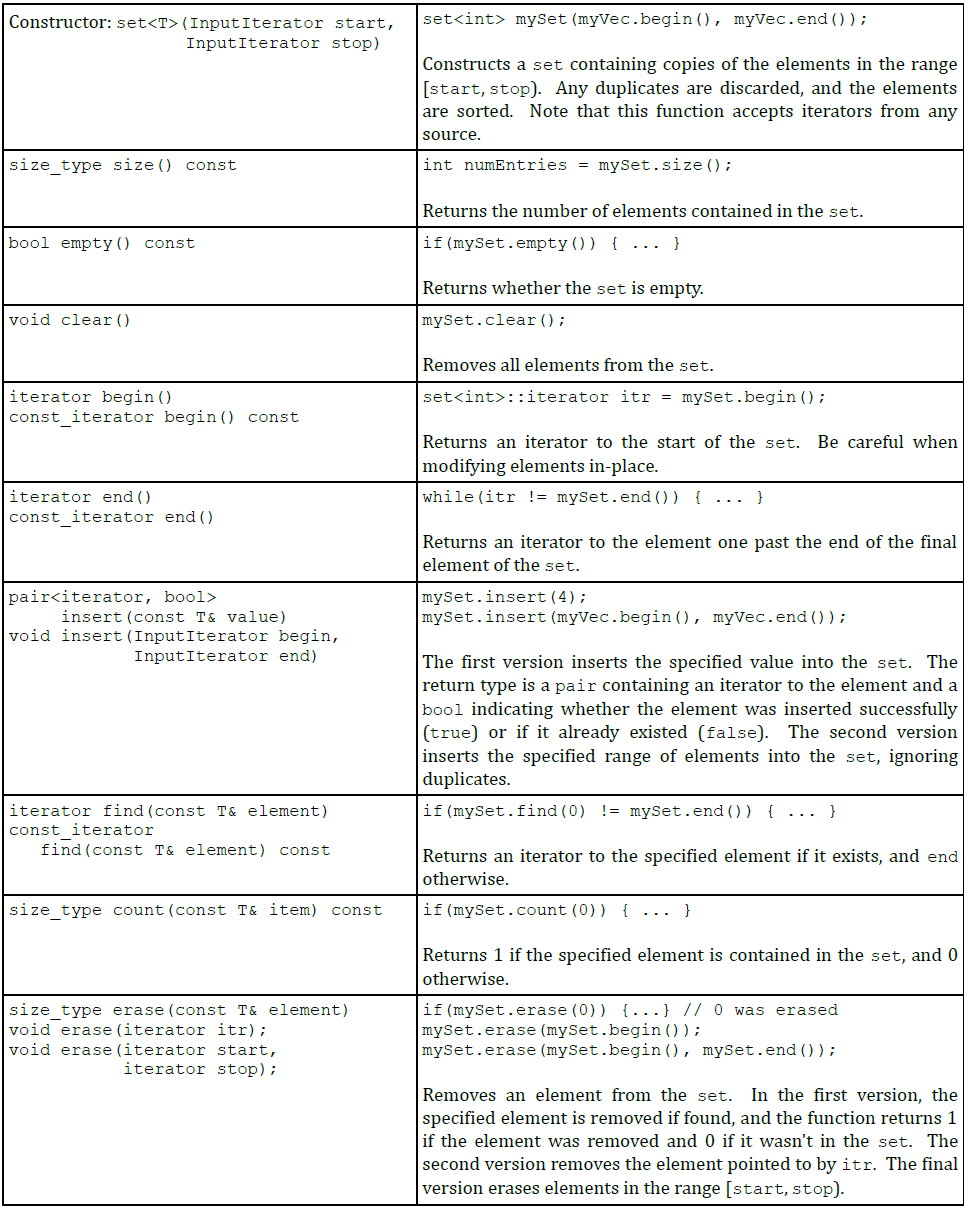 Constructor: set<T>(InputIterator start,
InputIterator stop)
set<int> mySet(myVec.begin(), myVec.end());
Constructs a set containing copies of the elements in the range
[start, stop). Any duplicates are discarded, and the elements
are sorted. Note that this function accepts iterators from any
source.
size_type size() const
int numEntries = mySet.size();
Returns the number of elements contained in the set.
bool empty() const
if(mySet.empty()) { ... }
Returns whether the set is empty.
void clear()
mySet.clear();
Removes all elements from the set.
iterator begin()
const_iterator begin() const
set<int>::iterator itr = mySet.begin();
Returns an iterator to the start of the set. Be careful when
modifying elements in-place.
iterator end()
const_iterator end()
while(itr != mySet.end()) { ... }
Returns an iterator to the element one past the end of the final
element of the set.
pair<iterator, bool>
insert(const T& value)
void insert(InputIterator begin,
InputIterator end)
mySet.insert(4);
mySet.insert(myVec.begin(), myVec.end());
The first version inserts the specified value into the set. The
return type is a pair containing an iterator to the element and a
bool indicating whether the element was inserted successfully
(true) or if it already existed (false). The second version
inserts the specified range of elements into the set, ignoring
duplicates.
iterator find(const T& element)
const_iterator
find(const T& element) const
if(mySet.find(0) != mySet.end()) { ... }
Returns an iterator to the specified element if it exists, and end
otherwise.
size_type count(const T& item) const
if(mySet.count(0)) { ... }
Returns 1 if the specified element is contained in the set, and 0
otherwise.
size_type erase(const T& element)
void erase(iterator itr);
void erase(iterator start,
iterator stop);
if(mySet.erase(0)) {...} // 0 was erased
mySet.erase(mySet.begin());
mySet.erase(mySet.begin(), mySet.end());
Removes an element from the set. In the first version, the
specified element is removed if found, and the function returns 1
if the element was removed and 0 if it wasn't in the set. The
second version removes the element pointed to by itr. The final
version erases elements in the range [start, stop).